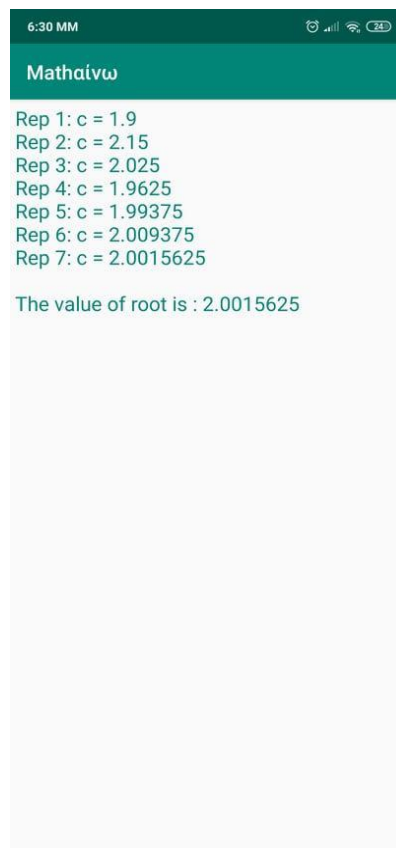 6:30 MM
24
Mathαίνω
Rep 1: c = 1.9
Rep 2: c = 2.15
Rep 3: c = 2.025
Rep 4: c = 1.9625
Rep 5: c = 1.99375
Rep 6: c = 2.009375
Rep 7: c = 2.0015625
The value of root is : 2.0015625